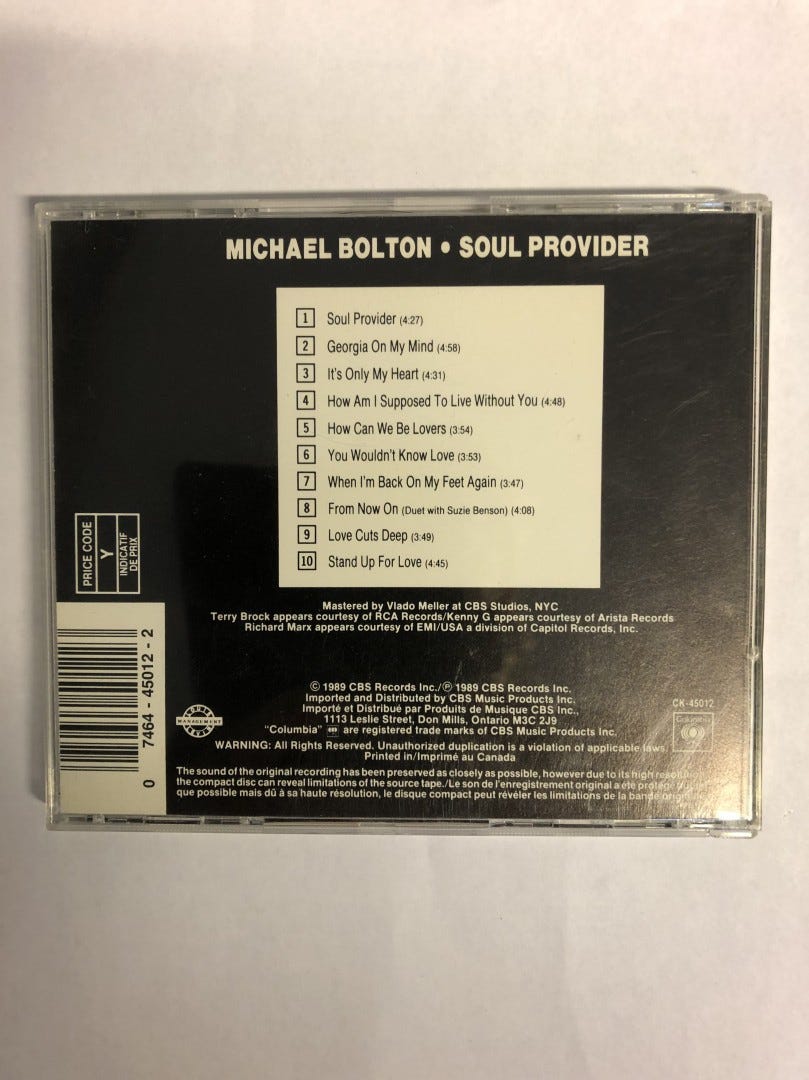 MICHAEL BOLTON • SOUL PROVIDER
1 Soul Provider (4:27)
2 Georgia On My Mind (4:58)
3 It's Only My Heart (4:31)
4 How Am I Supposed To Live Without You (4:48)
5 How Can We Be Lovers (3:54)
6 You Wouldn't Know Love (3:53)
7 When I'm Back On My Feet Again (3:47)
8 From Now On (Duet with Suzie Benson) (4:08)
9 Love Cuts Deep (3:49)
10 Stand Up For Love (4:45)
PRICE CODE
Y
INDICATIF
DE PRIX
Mastered by Vlado Meller at CBS Studios, NYC
Terry Brock appears courtesy of RCA Records/Kenny G appears courtesy of Arista Records
Richard Marx appears courtesy of EMI/USA a division of Capitol Records, Inc.
0 7464-45012-2
MANAGEMENT
© 1989 CBS Records Inc./℗ 1989 CBS Records Inc.
Imported and Distributed by CBS Music Products Inc.
Importé et Distribué par Produits de Musique CBS Inc.,
1113 Leslie Street, Don Mills, Ontario M3C 2J9
"Columbia" are registered trade marks of CBS Music Products Inc.
WARNING: All Rights Reserved. Unauthorized duplication is a violation of applicable laws
Printed in/Imprimé au Canada
CK-45012
Columbia
The sound of the original recording has been preserved as closely as possible, however due to its high
the compact disc can reveal limitations of the source tape./Le son de l'enregistrement original a été
que possible mais dû à sa haute résolution, le disque compact peut révéler les limitations de la bande